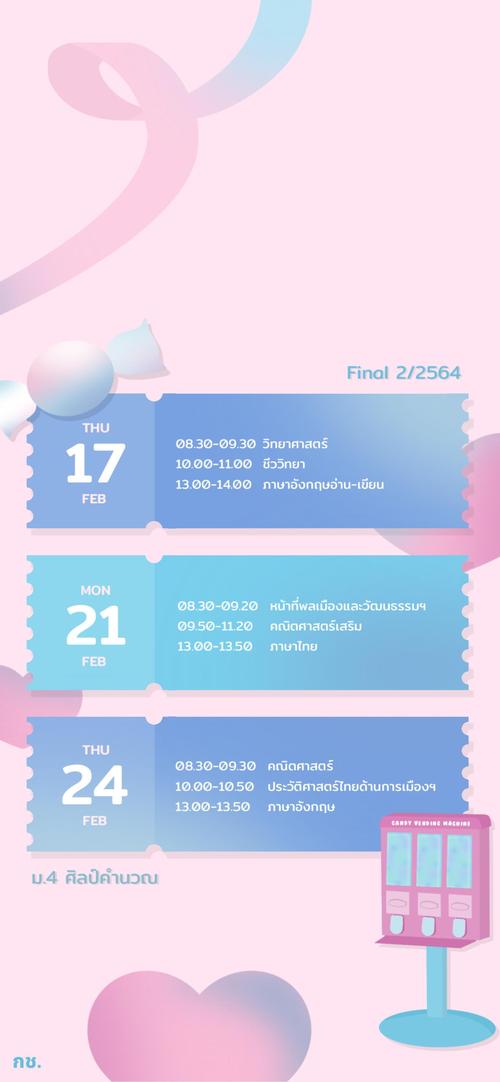 Final 2/2564
THU
17
FEB
08.30-09.30 วิทยาศาสตร์
10.00-11.00 ชีววิทยา
13.00-14.00 ภาษาอังกฤษอ่าน-เขียน
MON
21
FEB
08.30-09.20 หน้าที่พลเมืองและวัฒนธรรมฯ
09.50-11.20 คณิตศาสตร์เสริม
13.00-13.50 ภาษาไทย
THU
24
FEB
08.30-09.30 คณิตศาสตร์
10.00-10.50 ประวัติศาสตร์ไทยด้านการเมืองฯ
13.00-13.50 ภาษาอังกฤษ
CANDY VENDING MACHINE
ม.4 ศิลป์คำนวณ
กช.